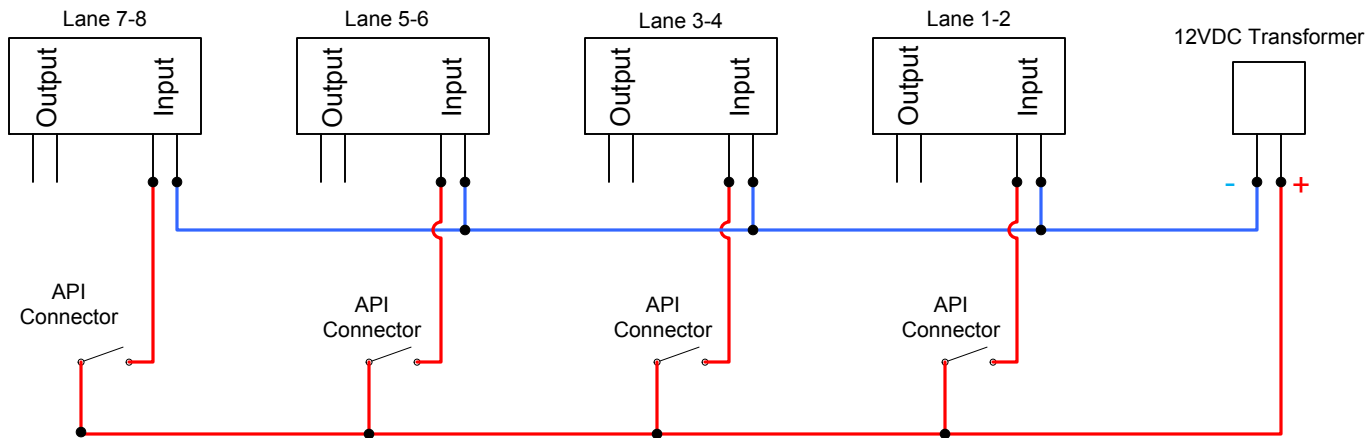 Lane 7-8
Lane 5-6
Lane 3-4
Lane 1-2
12VDC Transformer
Output
Input
Output
Input
Output
Input
Output
Input
-
+
API
Connector
API
Connector
API
Connector
API
Connector